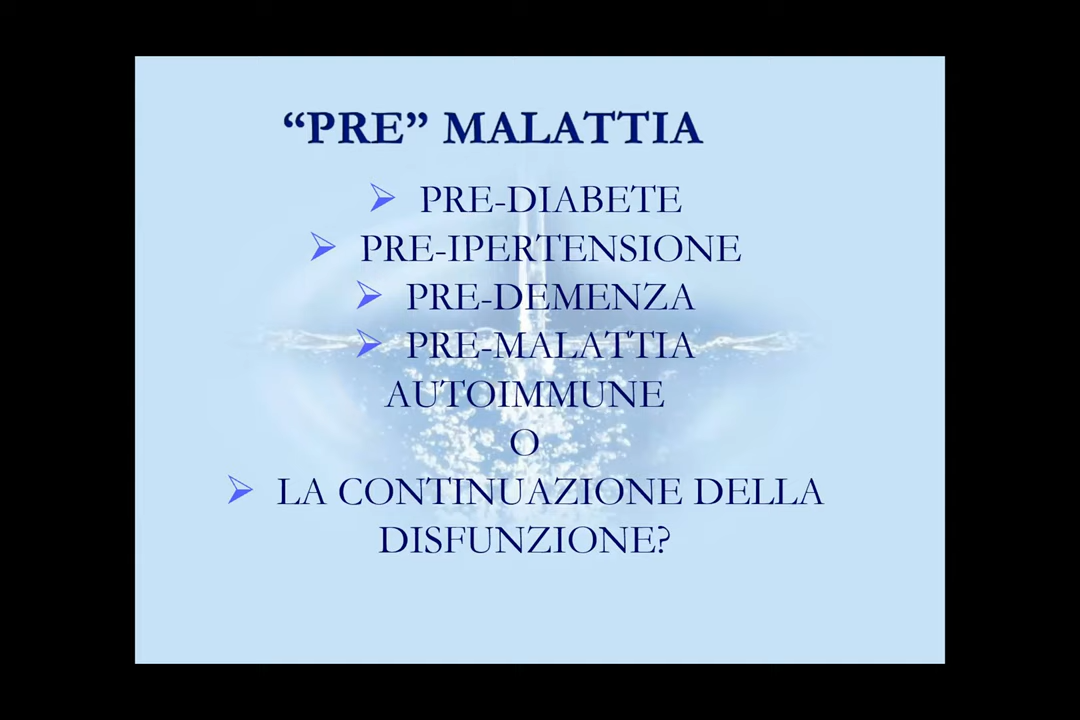 “PRE” MALATTIA
➢ PRE-DIABETE
➢ PRE-IPERTENSIONE
➢ PRE-DEMENZA
➢ PRE-MALATTIA
AUTOIMMUNE
O
➢ LA CONTINUAZIONE DELLA
DISFUNZIONE?